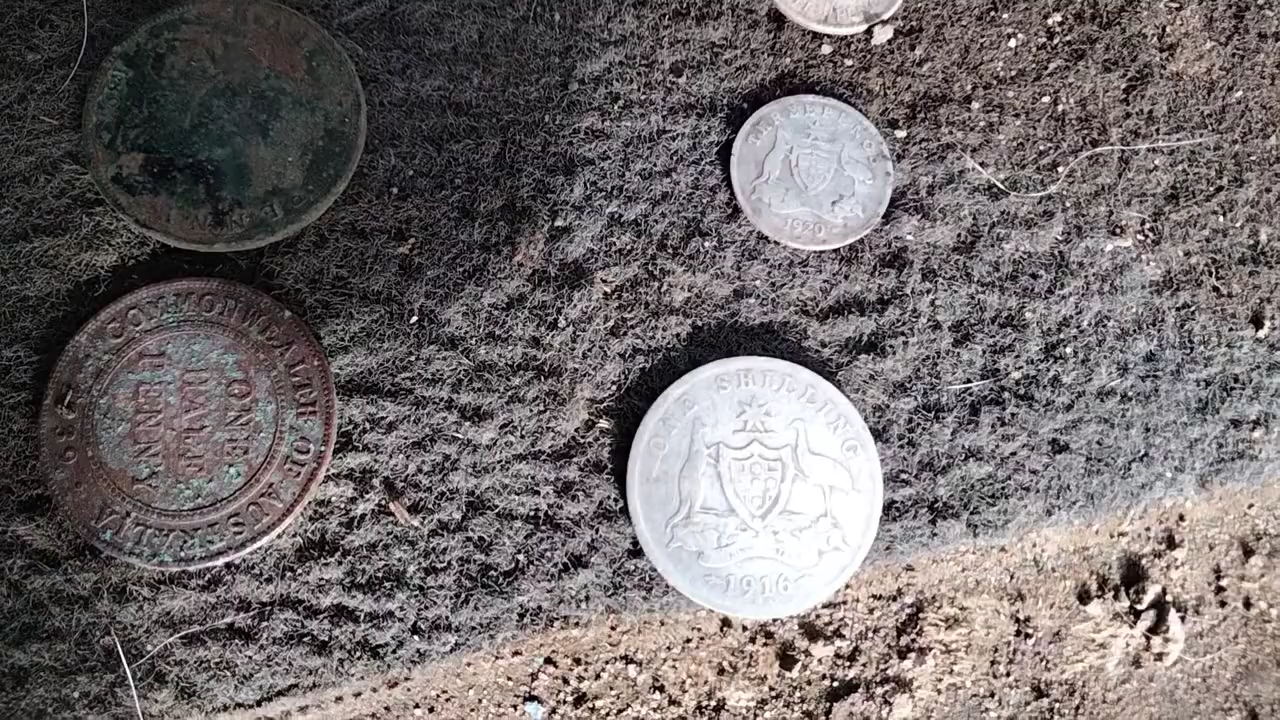 THREEPENCE
1920
COMMONWEALTH OF AUSTRALIA
ONE
HALF
PENNY
ONE SHILLING
1916